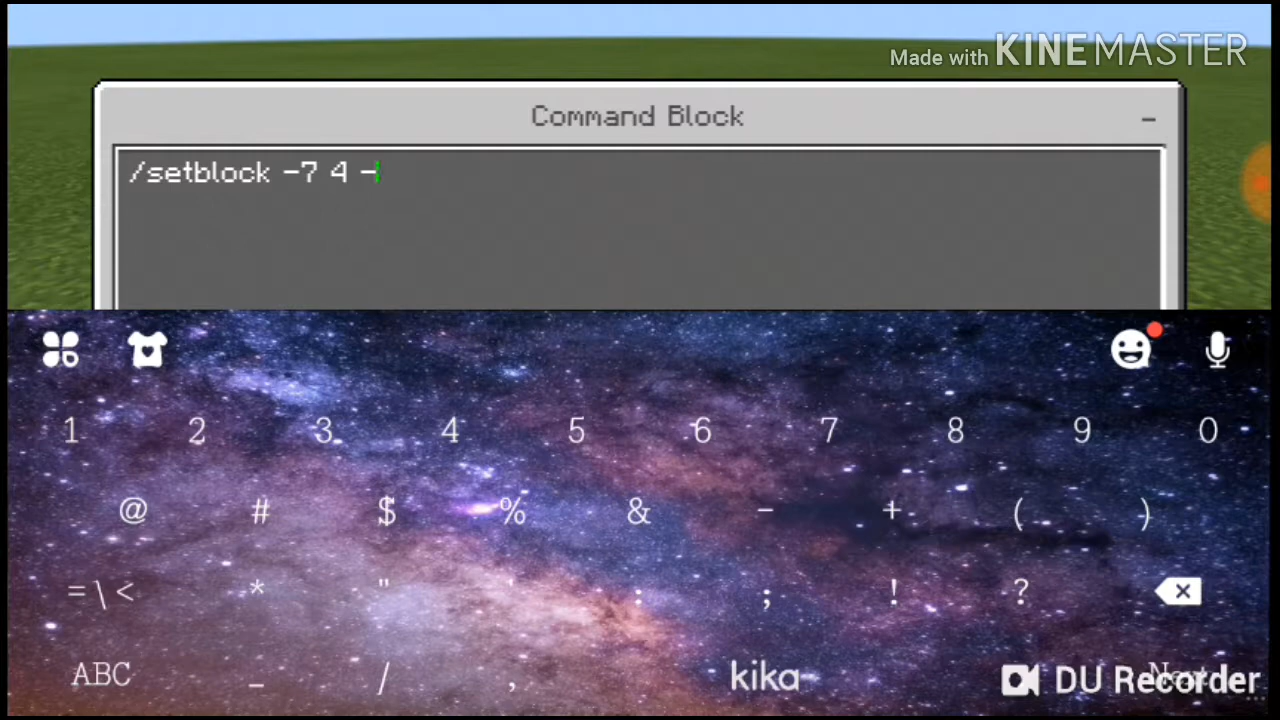 Made with KINEMASTER
Command Block
/setblock -7 4 -
1 2 3 4 5 6 7 8 9 0
@ # $ % & - + ( )
= \ < * " ' : ; ! ?
ABC _ / , kika Next
DU Recorder